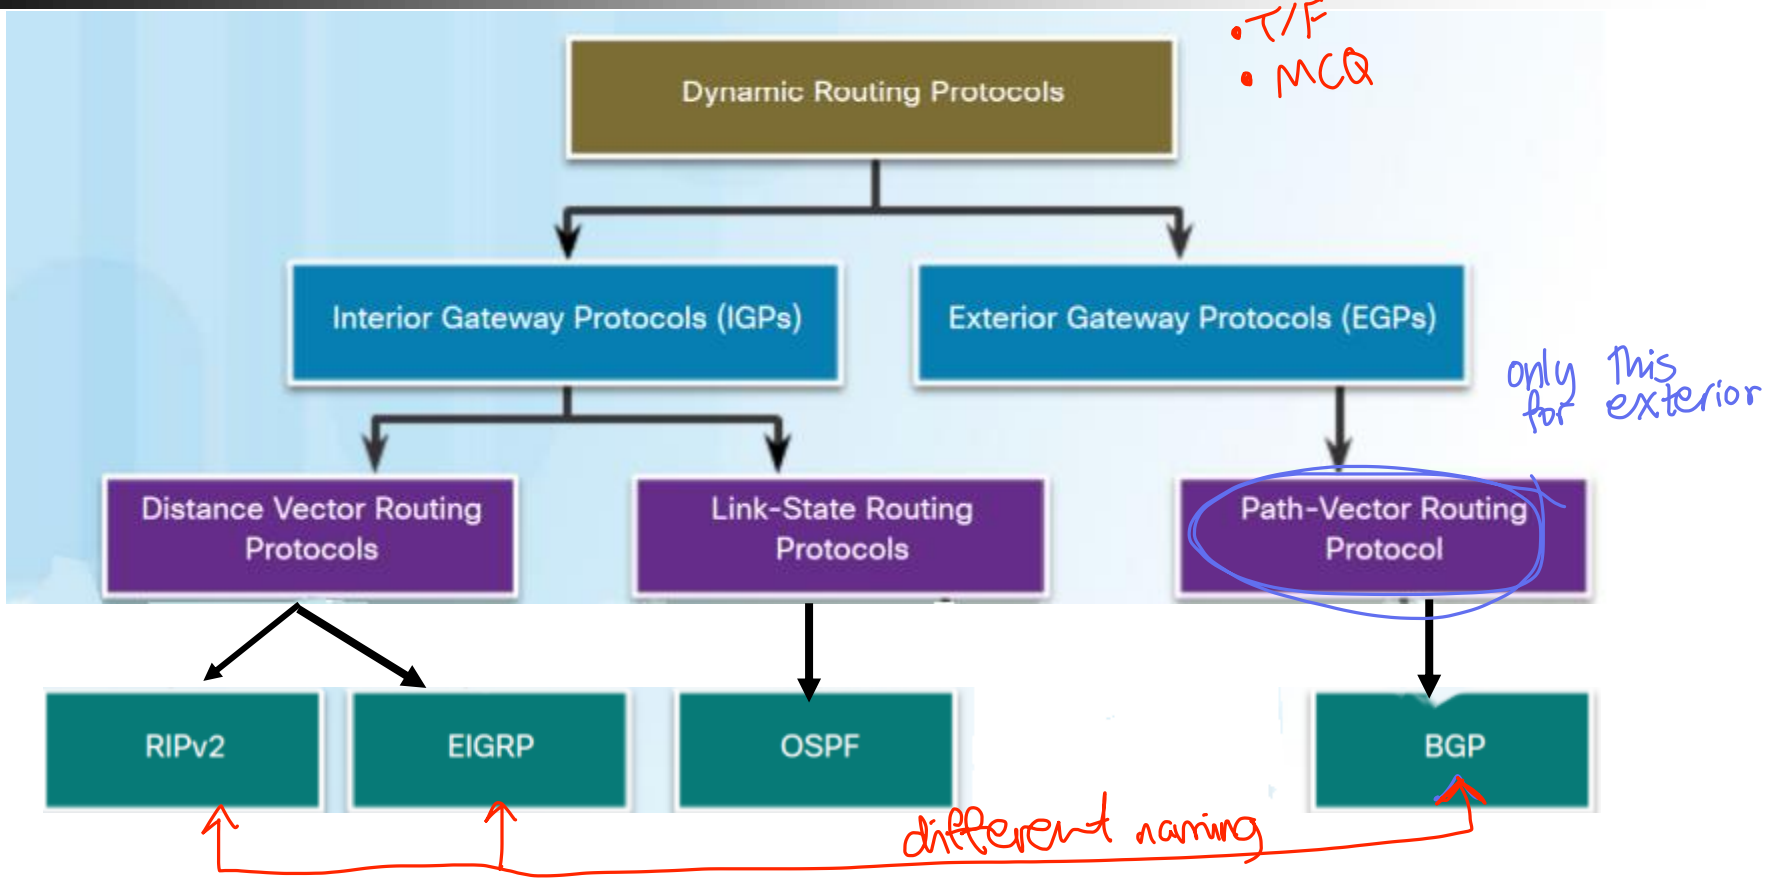 • T/F
• MCQ
Dynamic Routing Protocols
Interior Gateway Protocols (IGPs)
Exterior Gateway Protocols (EGPs)
only this
for exterior
Distance Vector Routing
Protocols
Link-State Routing
Protocols
Path-Vector Routing
Protocol
RIPv2
EIGRP
OSPF
BGP
different naming